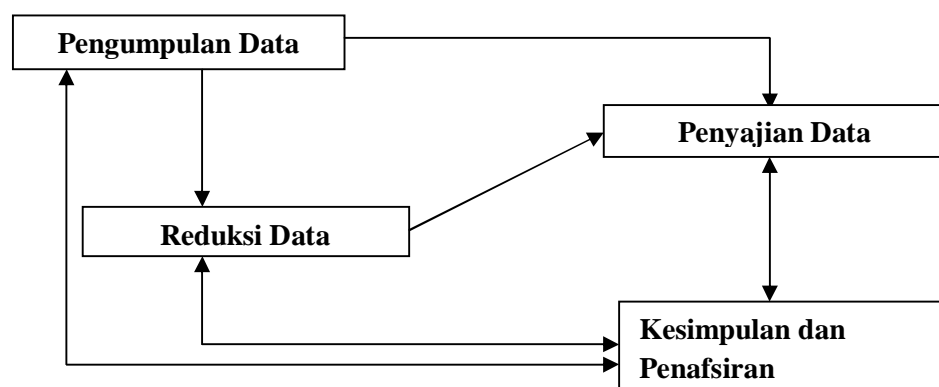 Pengumpulan Data
Penyajian Data
Reduksi Data
Kesimpulan dan
Penafsiran